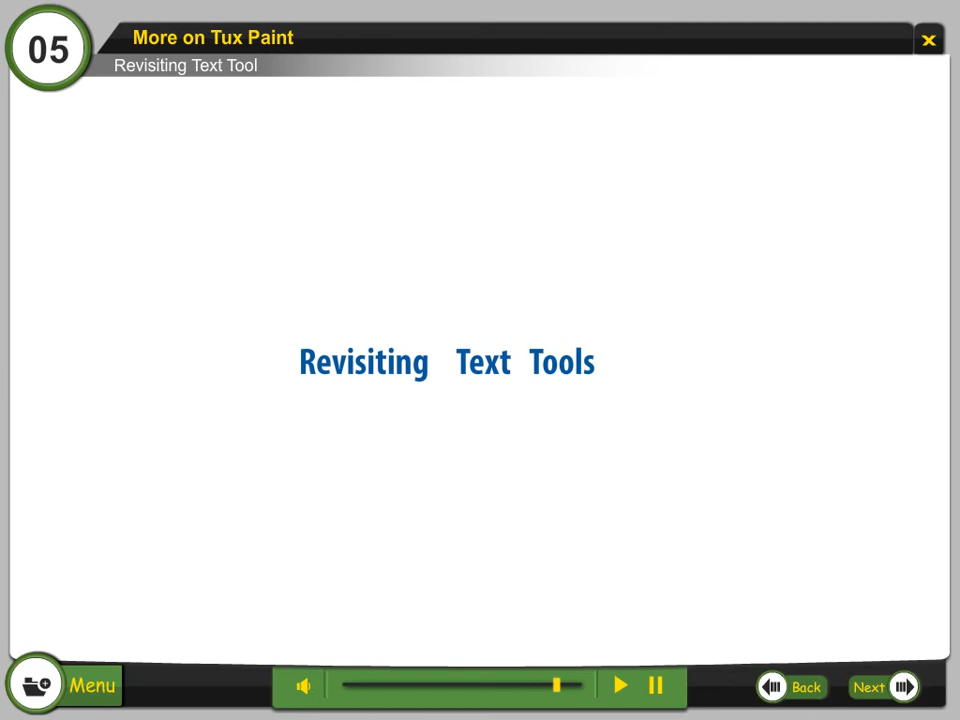 05
More on Tux Paint
x
Revisiting Text Tool
Revisiting Text Tools
Menu
Back
Next